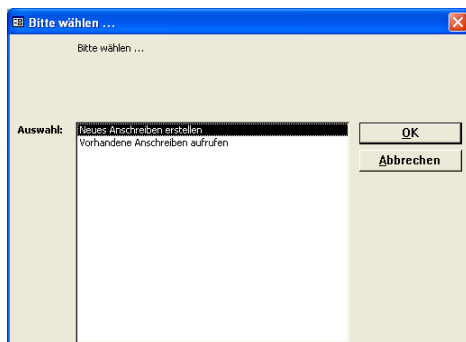 Bitte wählen ...
Bitte wählen ...
Auswahl:
Neues Anschreiben erstellen
Vorhandene Anschreiben aufrufen
OK
Abbrechen